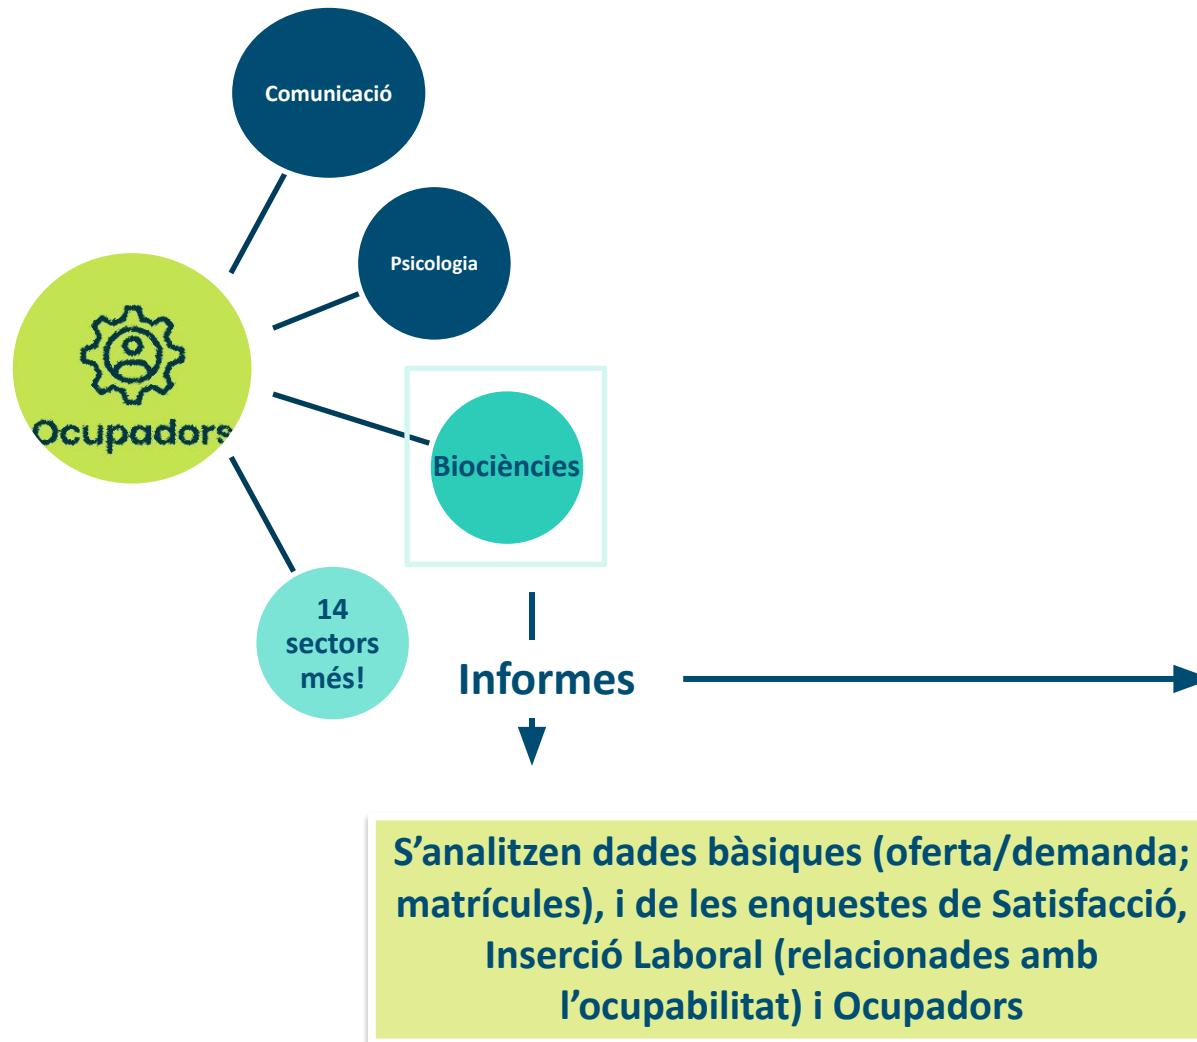 Comunicació
Psicologia
Ocupadors
Biociències
14
sectors
més!
Informes
S’analitzen dades bàsiques (oferta/demanda;
matrícules), i de les enquestes de Satisfacció,
Inserció Laboral (relacionades amb
l’ocupabilitat) i Ocupadors